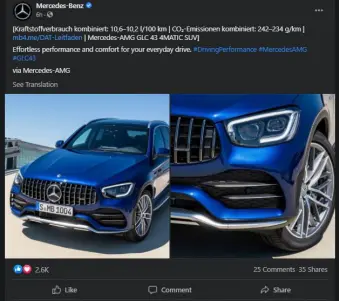 Mercedes-Benz
6h
[Kraftstoffverbrauch kombiniert: 10,6–10,2 l/100 km | CO₂-Emissionen kombiniert: 242–234 g/km |
mb4.me/DAT-Leitfaden | Mercedes-AMG GLC 43 4MATIC SUV]
Effortless performance and comfort for your everyday drive. #DrivingPerformance #MercedesAMG
#GLC43
via Mercedes-AMG
See Translation
S MB 1004
2.6K
25 Comments 35 Shares
Like
Comment
Share